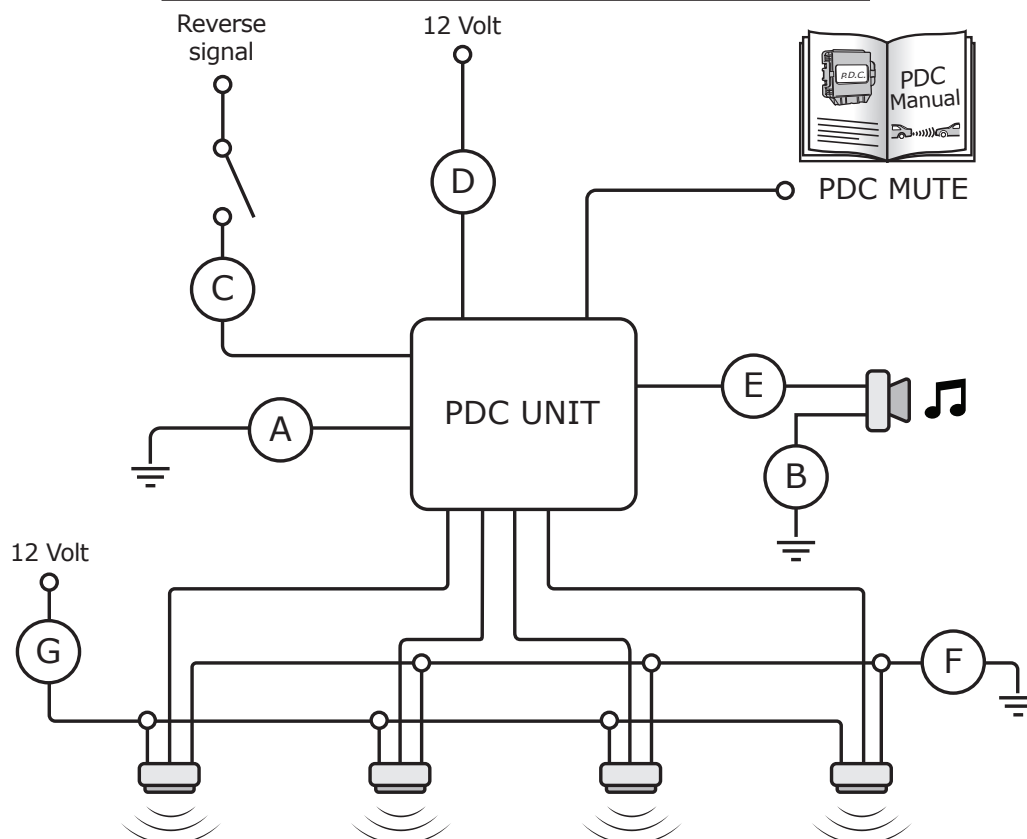 Reverse
signal
12 Volt
P.D.C.
PDC
Manual
PDC MUTE
D
C
PDC UNIT
E
A
B
12 Volt
G
F